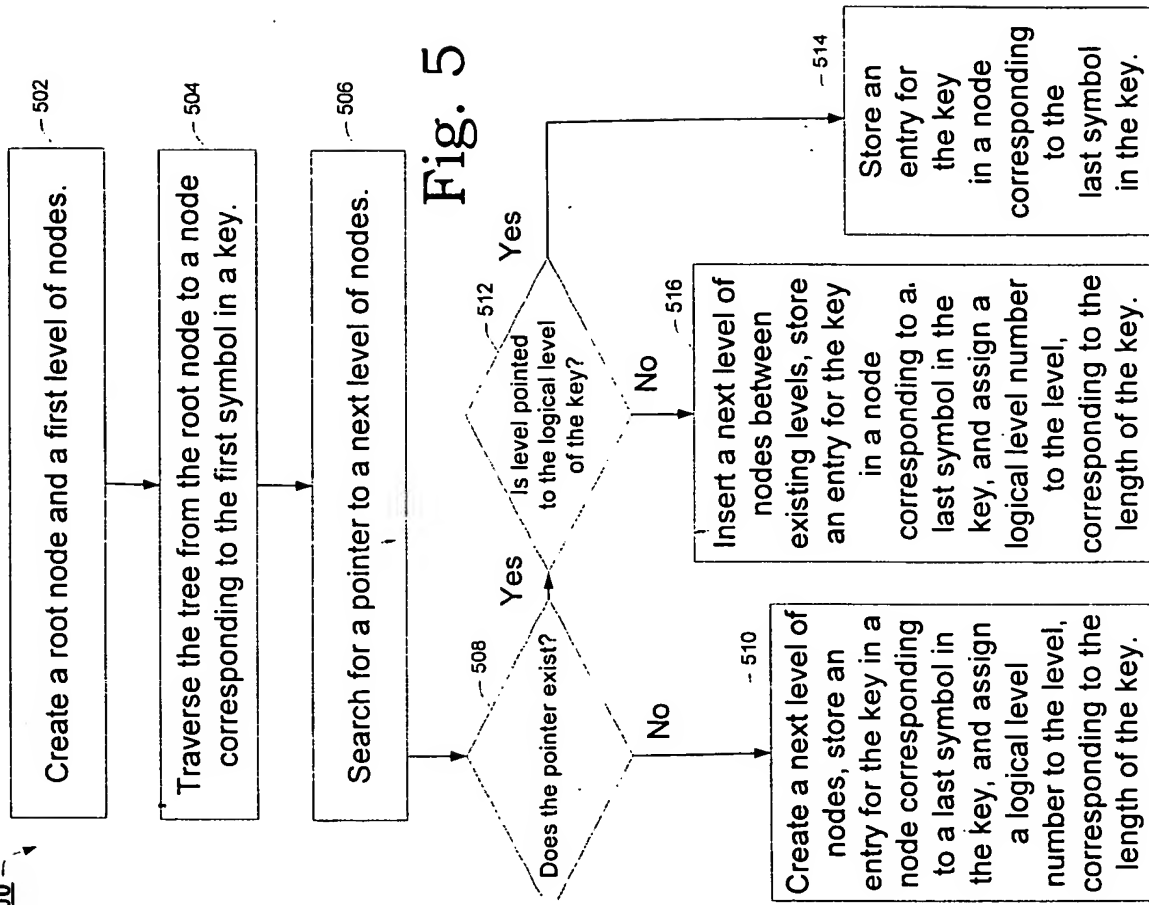 502
Create a root node and a first level of nodes.
504
Traverse the tree from the root node to a node
corresponding to the first symbol in a key.
506
Search for a pointer to a next level of nodes.
Fig. 5
508
Does the pointer exist?
Yes
No
512
Is level pointed
to the logical level
of the key?
Yes
No
510
Create a next level of
nodes, store an
entry for the key in a
node corresponding
to a last symbol in
the key, and assign
a logical level
number to the level,
corresponding to the
length of the key.
516
Insert a next level of
nodes between
existing levels, store
an entry for the key
in a node
corresponding to a
last symbol in the
key, and assign a
logical level number
to the level,
corresponding to the
length of the key.
514
Store an
entry for
the key
in a node
corresponding
to the
last symbol
in the key.